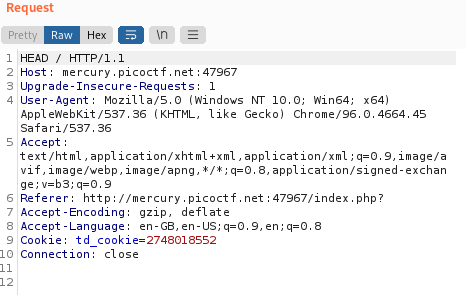 Request
Pretty Raw Hex \n
1 HEAD / HTTP/1.1
2 Host: mercury.picoctf.net:47967
3 Upgrade-Insecure-Requests: 1
4 User-Agent: Mozilla/5.0 (Windows NT 10.0; Win64; x64)
AppleWebKit/537.36 (KHTML, like Gecko) Chrome/96.0.4664.45
Safari/537.36
5 Accept:
text/html,application/xhtml+xml,application/xml;q=0.9,image/a
vif,image/webp,image/apng,*/*;q=0.8,application/signed-exchan
ge;v=b3;q=0.9
6 Referer: http://mercury.picoctf.net:47967/index.php?
7 Accept-Encoding: gzip, deflate
8 Accept-Language: en-GB,en-US;q=0.9,en;q=0.8
9 Cookie: td_cookie=2748018552
10 Connection: close
11
12